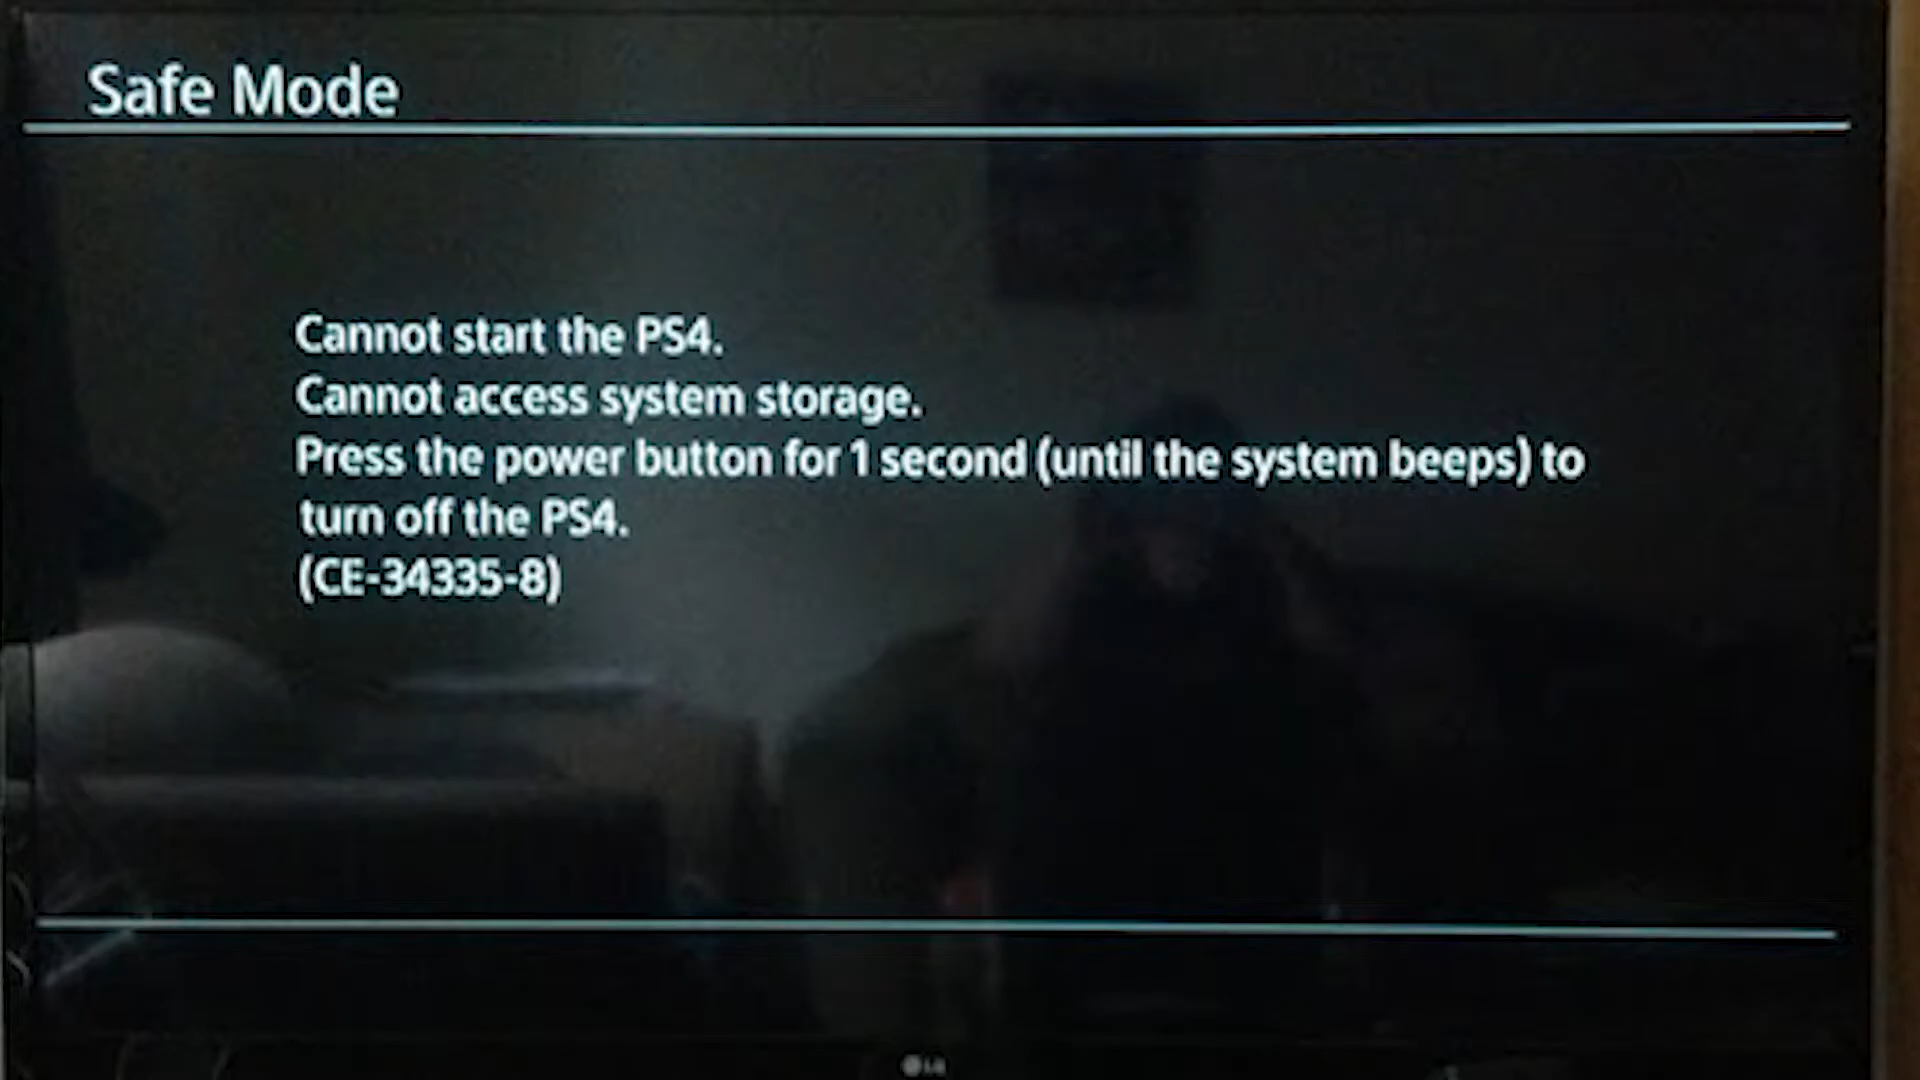 Safe Mode
Cannot start the PS4.
Cannot access system storage.
Press the power button for 1 second (until the system beeps) to
turn off the PS4.
(CE-34335-8)
LG